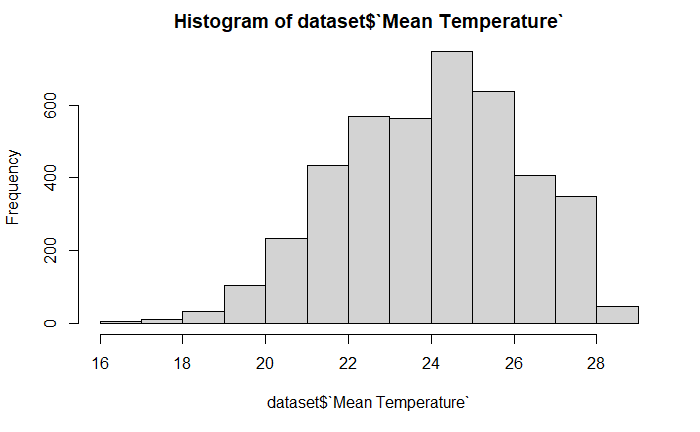 Histogram of dataset$`Mean Temperature`
Frequency
600
400
200
0
16 18 20 22 24 26 28
dataset$`Mean Temperature`